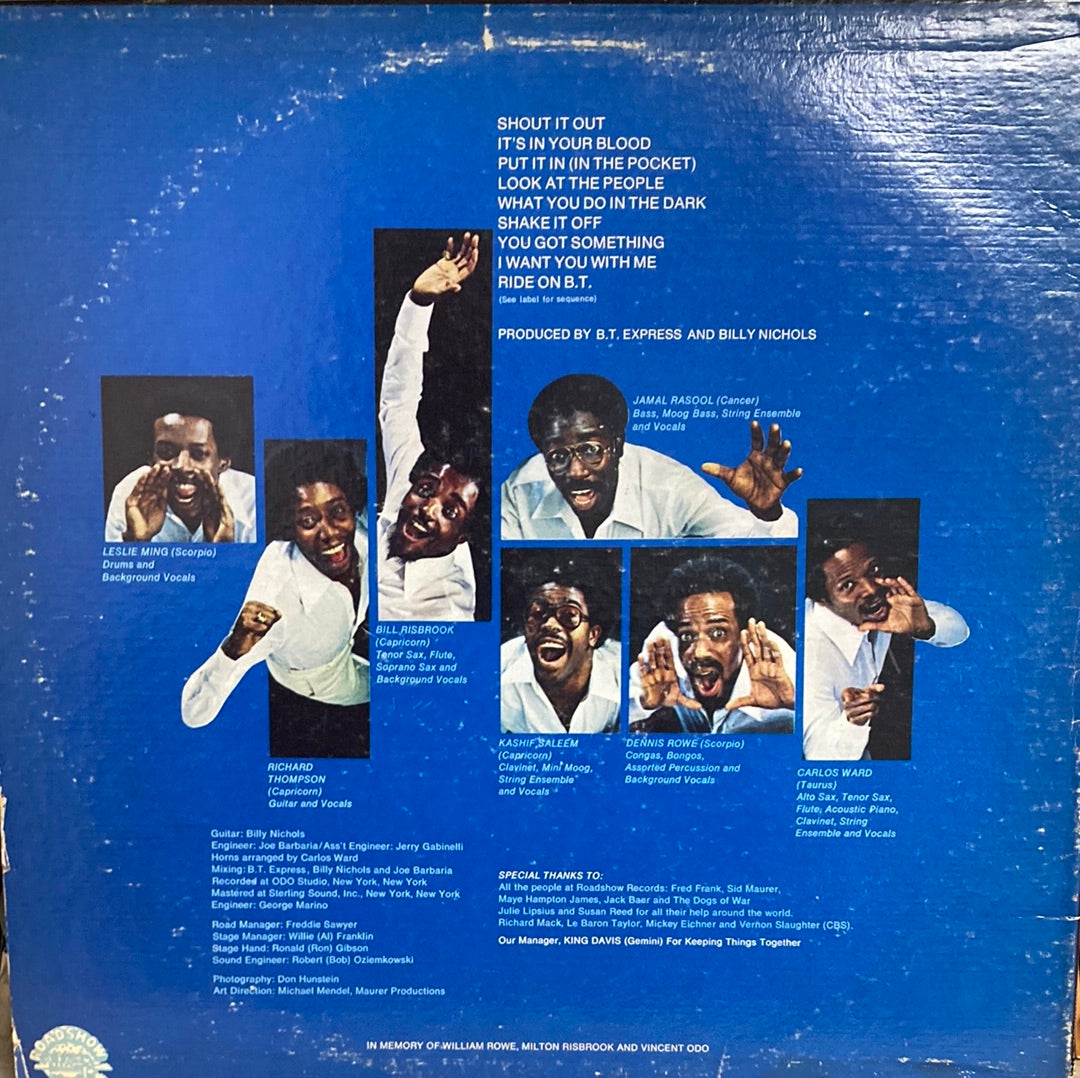 SHOUT IT OUT
IT'S IN YOUR BLOOD
PUT IT IN (IN THE POCKET)
LOOK AT THE PEOPLE
WHAT YOU DO IN THE DARK
SHAKE IT OFF
YOU GOT SOMETHING
I WANT YOU WITH ME
RIDE ON B.T.
(See label for sequence)
PRODUCED BY B.T. EXPRESS AND BILLY NICHOLS
JAMAL RASOOL (Cancer)
Bass, Moog Bass, String Ensemble
and Vocals
LESLIE MING (Scorpio)
Drums and
Background Vocals
BILL RISBROOK
(Capricorn)
Tenor Sax, Flute,
Soprano Sax and
Background Vocals
RICHARD
THOMPSON
(Capricorn)
Guitar and Vocals
KASHIF SALEEM
(Capricorn)
Clavinet, Mini Moog,
String Ensemble
and Vocals
DENNIS ROWE (Scorpio)
Congas, Bongos,
Assorted Percussion and
Background Vocals
CARLOS WARD
(Taurus)
Alto Sax, Tenor Sax,
Flute, Acoustic Piano,
Clavinet, String
Ensemble and Vocals
Guitar: Billy Nichols
Engineer: Joe Barbaria/Ass't Engineer: Jerry Gabinelli
Horns arranged by Carlos Ward
Mixing: B.T. Express, Billy Nichols and Joe Barbaria
Recorded at ODO Studio, New York, New York
Mastered at Sterling Sound, Inc., New York, New York
Engineer: George Marino
Road Manager: Freddie Sawyer
Stage Manager: Willie (Al) Franklin
Stage Hand: Ronald (Ron) Gibson
Sound Engineer: Robert (Bob) Oziemkowski
Photography: Don Hunstein
Art Direction: Michael Mendel, Maurer Productions
SPECIAL THANKS TO:
All the people at Roadshow Records: Fred Frank, Sid Maurer,
Maye Hampton James, Jack Baer and The Dogs of War
Julie Lipsius and Susan Reed for all their help around the world.
Richard Mack, Le Baron Taylor, Mickey Eichner and Vernon Slaughter (CBS).
Our Manager, KING DAVIS (Gemini) For Keeping Things Together
ROADSHOW
IN MEMORY OF WILLIAM ROWE, MILTON RISBROOK AND VINCENT ODO